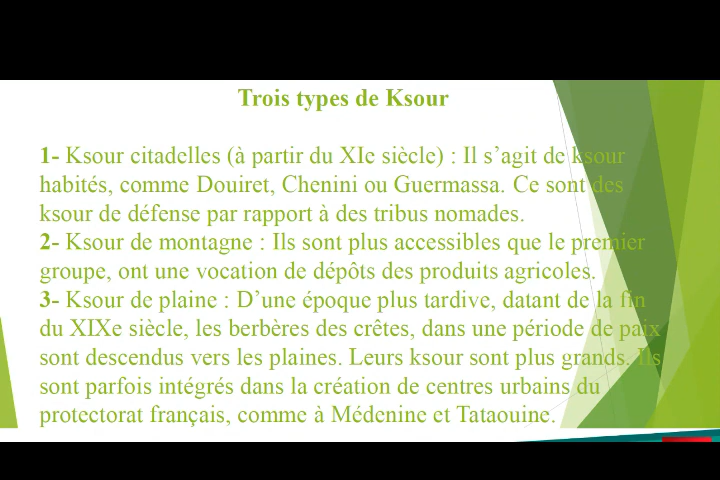 Trois types de Ksour
1- Ksour citadelles (à partir du XIe siècle) : Il s’agit de ksour
habités, comme Douiret, Chenini ou Guermassa. Ce sont des
ksour de défense par rapport à des tribus nomades.
2- Ksour de montagne : Ils sont plus accessibles que le premier
groupe, ont une vocation de dépôts des produits agricoles.
3- Ksour de plaine : D’une époque plus tardive, datant de la fin
du XIXe siècle, les berbères des crêtes, dans une période de paix
sont descendus vers les plaines. Leurs ksour sont plus grands. Ils
sont parfois intégrés dans la création de centres urbains du
protectorat français, comme à Médenine et Tataouine.